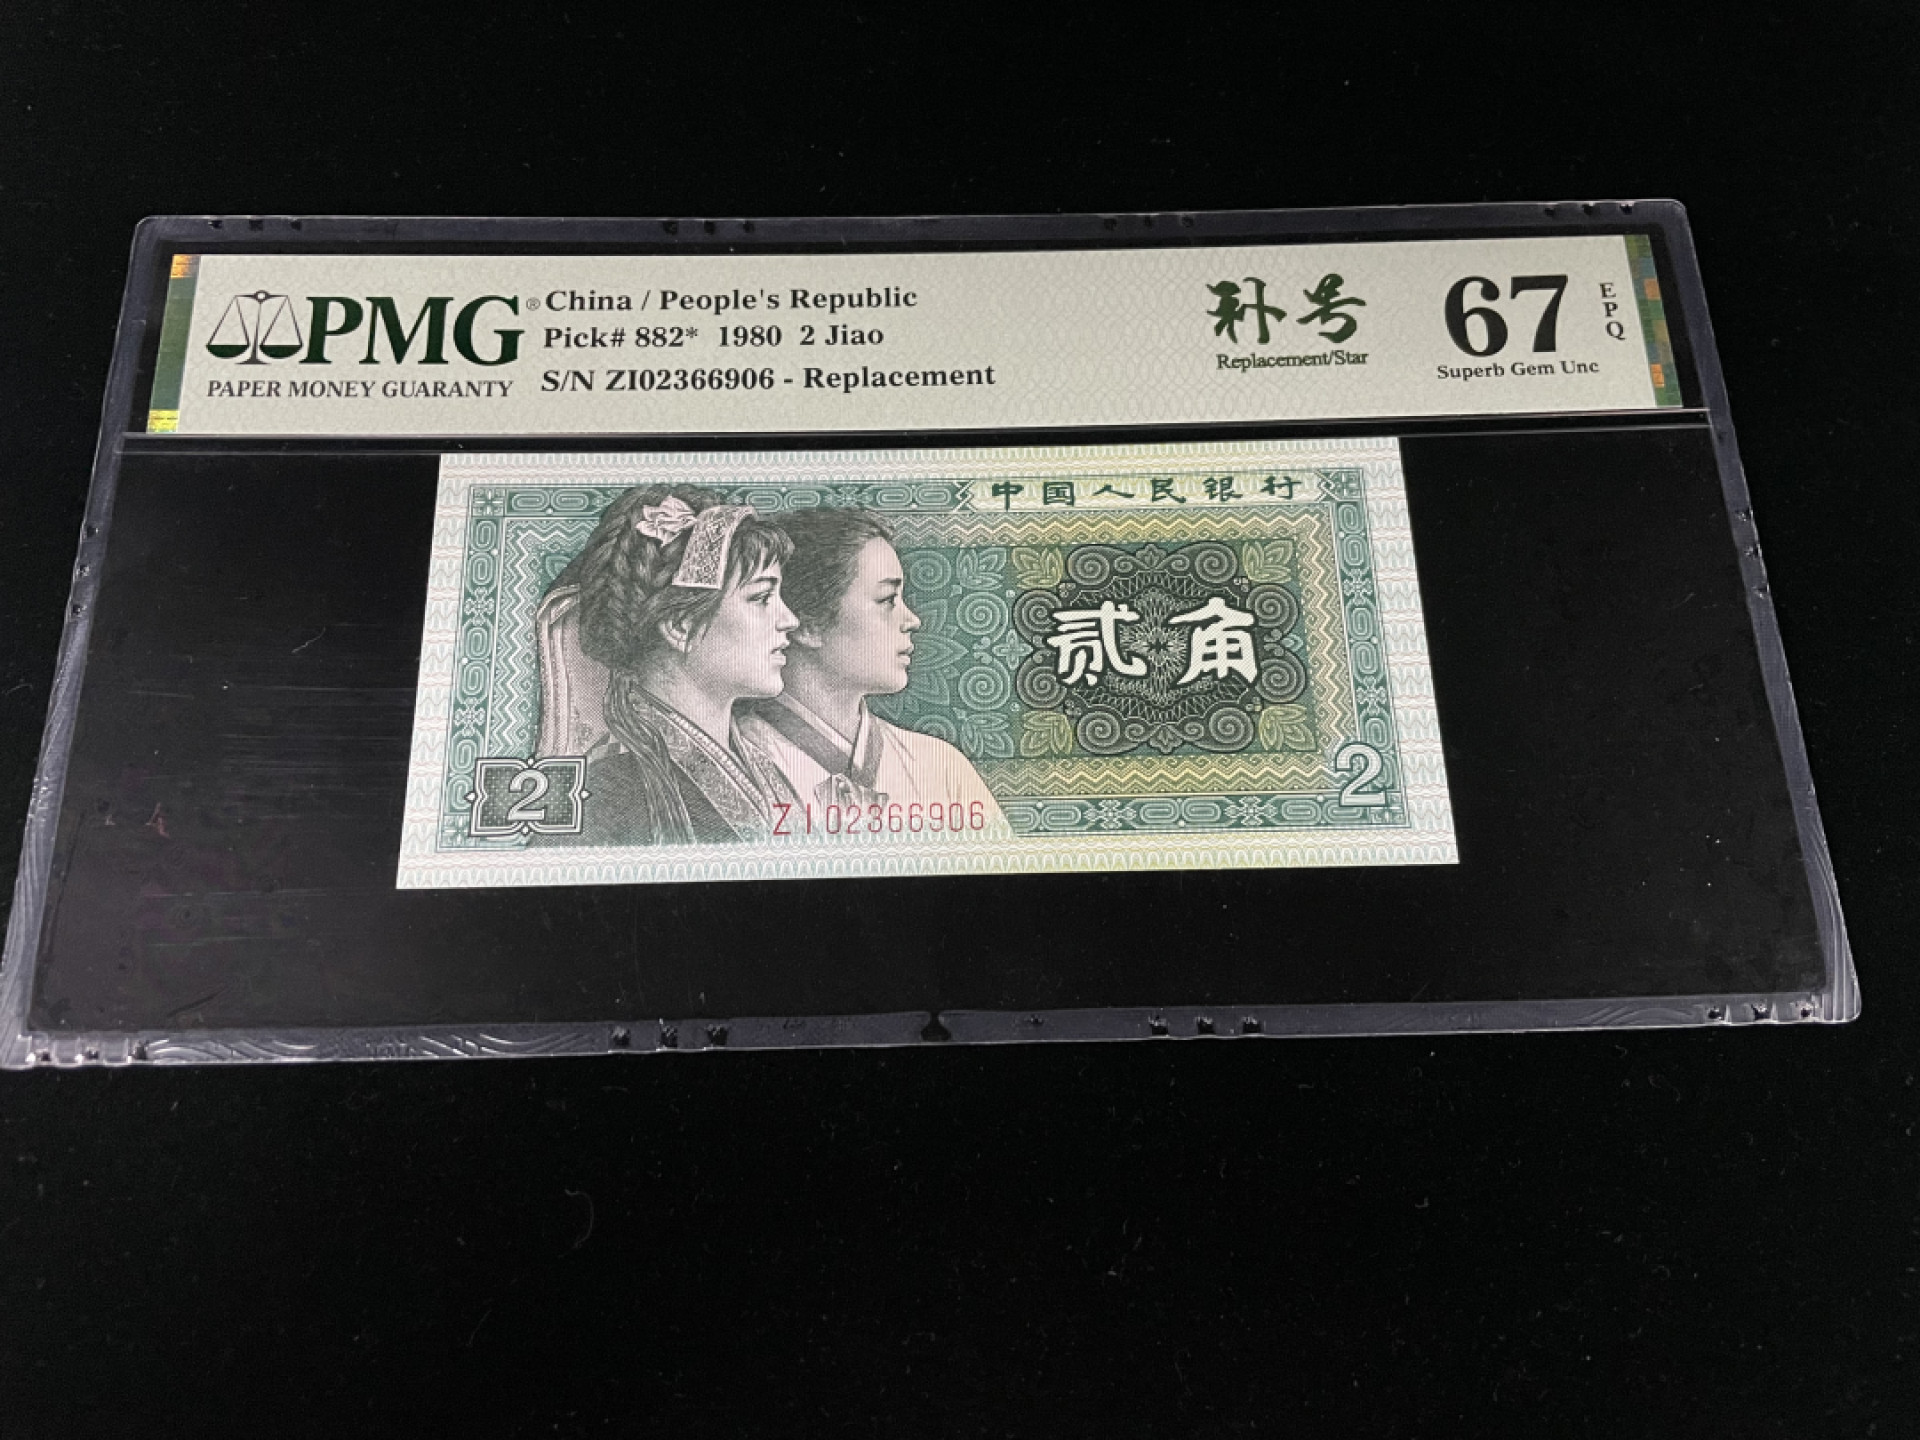 PMG®
PAPER MONEY GUARANTY
China / People's Republic
Pick# 882* 1980 2 Jiao
S/N ZI02366906 - Replacement
补号
Replacement/Star
67
Superb Gem Unc
EPQ
中国人民银行
贰角
2
2
ZI02366906